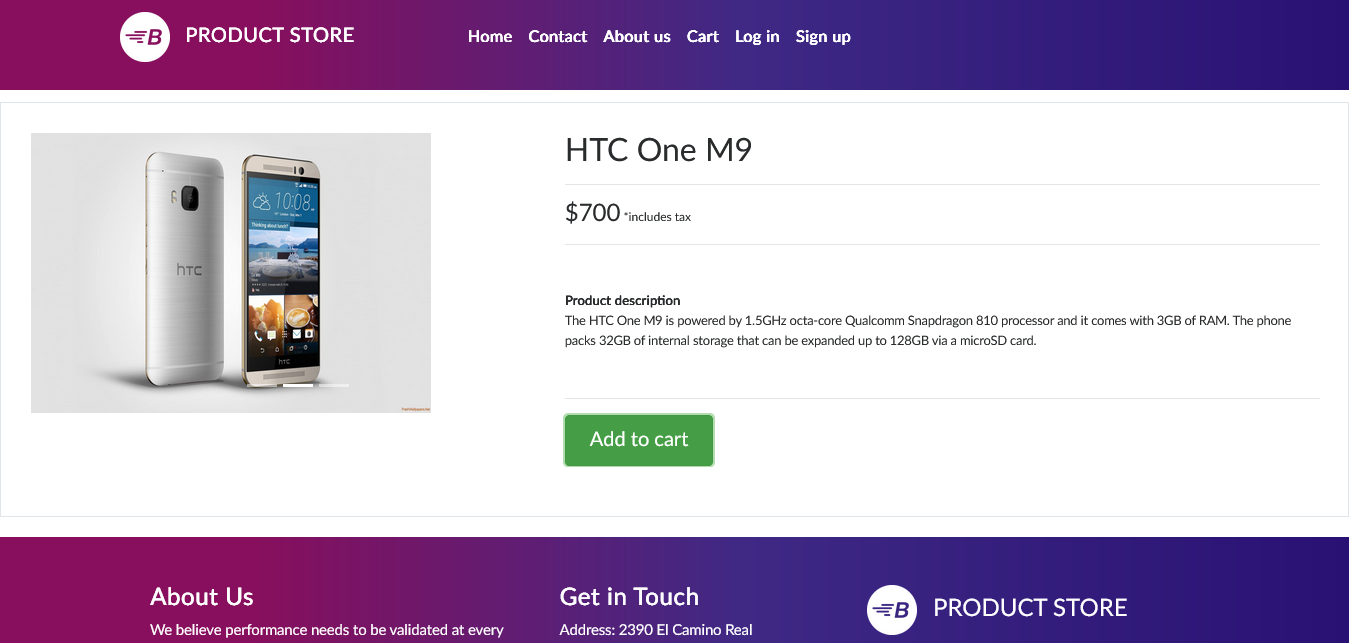 B PRODUCT STORE
Home Contact About us Cart Log in Sign up
10:08
Thinking about lunch?
hTC
hTC
HTC One M9
$700 *includes tax
Product description
The HTC One M9 is powered by 1.5GHz octa-core Qualcomm Snapdragon 810 processor and it comes with 3GB of RAM. The phone
packs 32GB of internal storage that can be expanded up to 128GB via a microSD card.
Add to cart
About Us
We believe performance needs to be validated at every
Get in Touch
Address: 2390 El Camino Real
B PRODUCT STORE